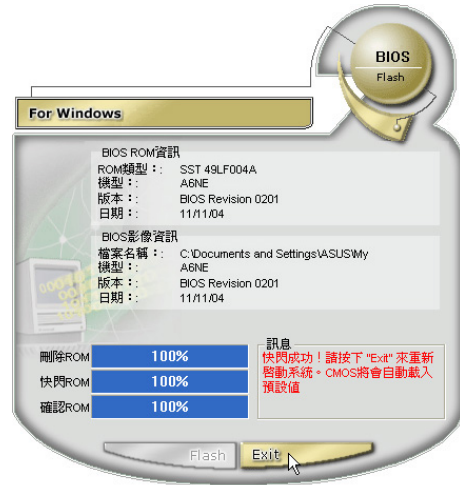 BIOS
Flash
For Windows
BIOS ROM資訊
ROM類型:: SST 49LF004A
機型:: A6NE
版本:: BIOS Revision 0201
日期:: 11/11/04
BIOS影像資訊
檔案名稱:: C:\Documents and Settings\ASUS\My
機型:: A6NE
版本:: BIOS Revision 0201
日期:: 11/11/04
刪除ROM 100%
快閃ROM 100%
確認ROM 100%
訊息
快閃成功!請按下 "Exit" 來重新
啓動系統。CMOS將會自動載入
預設值
Flash Exit